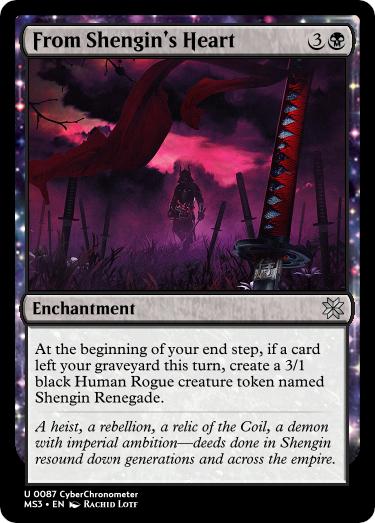 From Shengin's Heart 3
Enchantment
At the beginning of your end step, if a card
left your graveyard this turn, create a 3/1
black Human Rogue creature token named
Shengin Renegade.
A heist, a rebellion, a relic of the Coil, a demon
with imperial ambition—deeds done in Shengin
resound down generations and across the empire.
U 0087 CyberChronometer
MS3 • EN Rachid Lotf